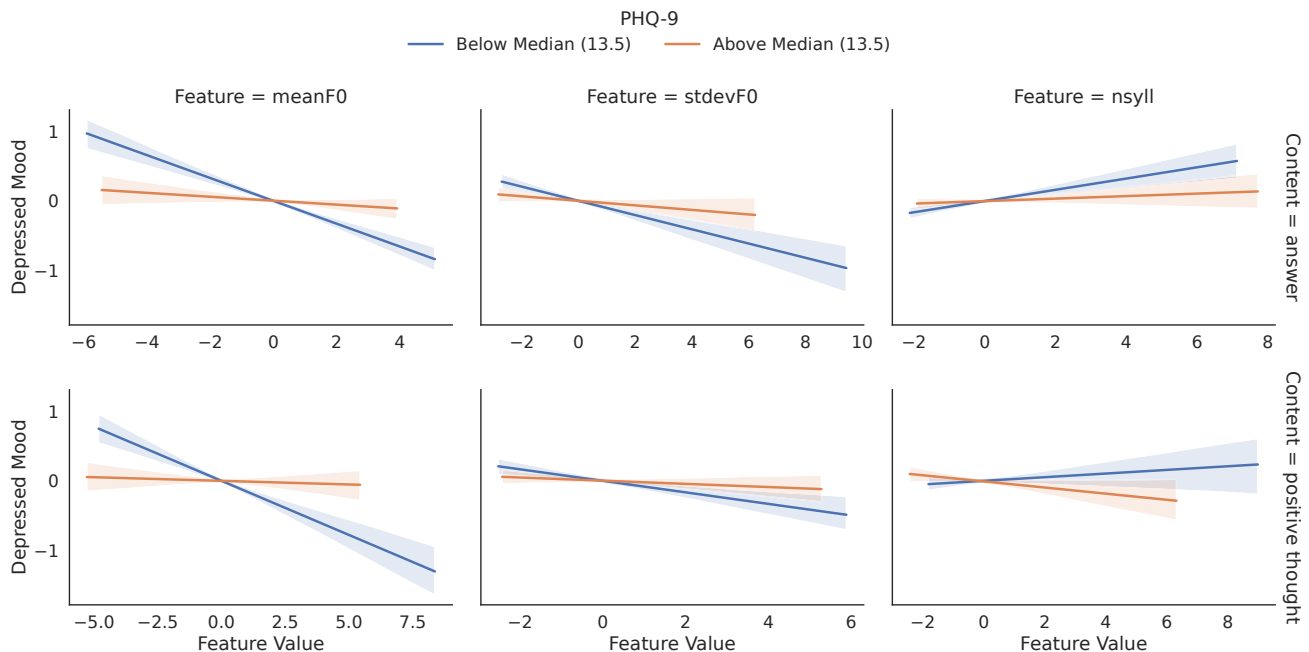 PHQ-9
Below Median (13.5) Above Median (13.5)
Feature = meanF0 Feature = stdevF0 Feature = nsyll
Depressed Mood
1
0
−1
Content = answer
−6 −4 −2 0 2 4
−2 0 2 4 6 8 10
−2 0 2 4 6 8
Depressed Mood
1
0
−1
Content = positive thought
−5.0 −2.5 0.0 2.5 5.0 7.5
−2 0 2 4 6
−2 0 2 4 6 8
Feature Value Feature Value Feature Value